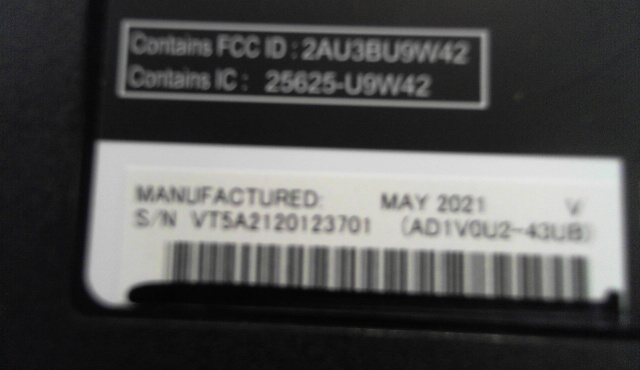 Contains FCC ID : 2AU3BU9W42
Contains IC : 25625-U9W42
MANUFACTURED: MAY 2021 V
S/N VT5A2120123701 (AD1V0U2-43UB)